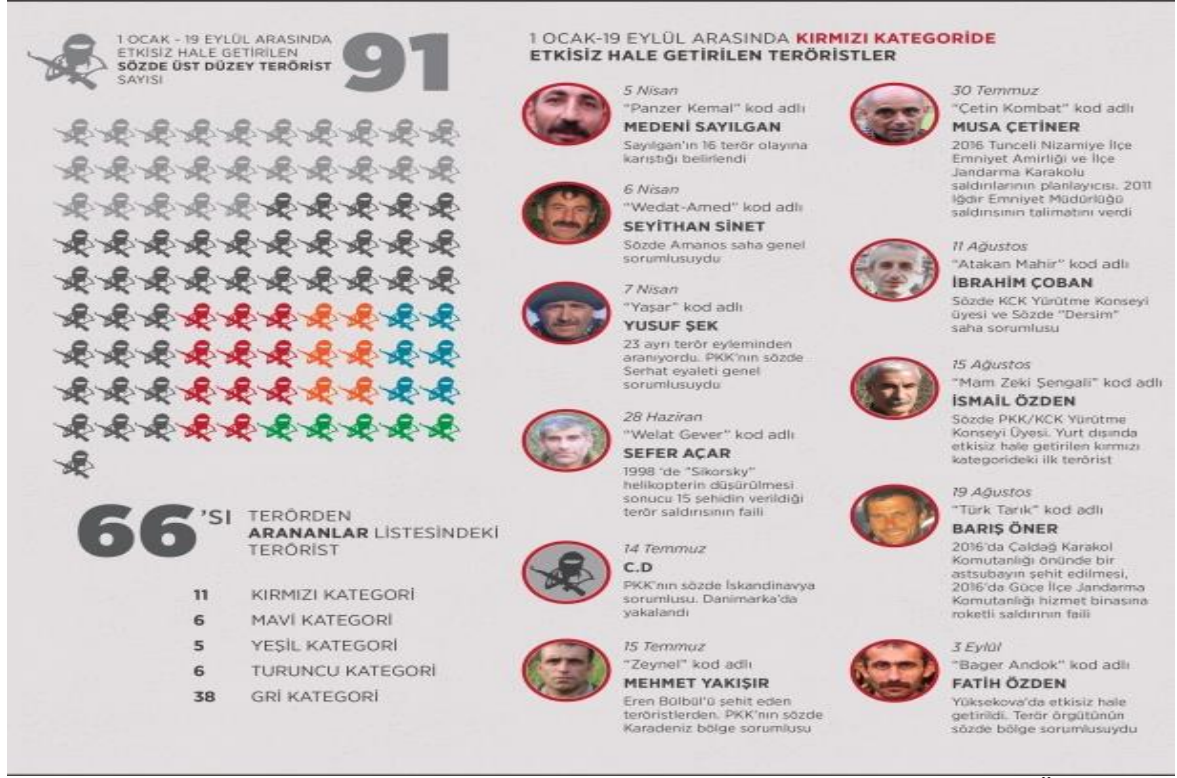 1 OCAK - 19 EYLÜL ARASINDA
ETKİSİZ HALE GETİRİLEN
SÖZDE ÜST DÜZEY TERÖRİST
SAYISI
91
66'SI
TERÖRDEN
ARANANLAR LİSTESİNDEKİ
TERÖRİST
11 KIRMIZI KATEGORİ
6 MAVİ KATEGORİ
5 YEŞİL KATEGORİ
6 TURUNCU KATEGORİ
38 GRİ KATEGORİ
1 OCAK-19 EYLÜL ARASINDA KIRMIZI KATEGORİDE
ETKİSİZ HALE GETİRİLEN TERÖRİSTLER
5 Nisan
"Panzer Kemal" kod adlı
MEDENİ SAYILGAN
Sayılgan'ın 16 terör olayına
karıştığı belirlendi
6 Nisan
"Wedat-Amed" kod adlı
SEYİTHAN SİNET
Sözde Amanos saha genel
sorumlusuydu
7 Nisan
"Yaşar" kod adlı
YUSUF ŞEK
23 ayrı terör eyleminden
aranıyordu. PKK'nın sözde
Serhat eyaleti genel
sorumlusuydu
28 Haziran
"Welat Gever" kod adlı
SEFER AÇAR
1998 'de "Sikorsky"
helikopterin düşürülmesi
sonucu 15 şehidin verildiği
terör saldırısının faili
14 Temmuz
C.D
PKK'nın sözde İskandinavya
sorumlusu. Danimarka'da
yakalandı
15 Temmuz
"Zeynel" kod adlı
MEHMET YAKIŞIR
Eren Bülbül'ü şehit eden
teröristlerden. PKK'nın sözde
Karadeniz bölge sorumlusu
30 Temmuz
"Çetin Kombat" kod adlı
MUSA ÇETİNER
2016 Tunceli Nizamiye İlçe
Emniyet Amirliği ve İlçe
Jandarma Karakolu
saldırılarının planlayıcısı. 2011
Iğdır Emniyet Müdürlüğü
saldırısının talimatını verdi
11 Ağustos
"Atakan Mahir" kod adlı
İBRAHİM ÇOBAN
Sözde KCK Yürütme Konseyi
üyesi ve Sözde "Dersim"
saha sorumlusu
15 Ağustos
"Mam Zeki Şengali" kod adlı
İSMAİL ÖZDEN
Sözde PKK/KCK Yürütme
Konseyi Üyesi. Yurt dışında
etkisiz hale getirilen kırmızı
kategorideki ilk terörist
19 Ağustos
"Türk Tarık" kod adlı
BARIŞ ÖNER
2016'da Çaldağ Karakol
Komutanlığı önünde bir
astsubayın şehit edilmesi,
2016'da Güce İlçe Jandarma
Komutanlığı hizmet binasına
roketli saldırının faili
3 Eylül
"Bager Andok" kod adlı
FATİH ÖZDEN
Yüksekova'da etkisiz hale
getirildi. Terör örgütünün
sözde bölge sorumlusuydu